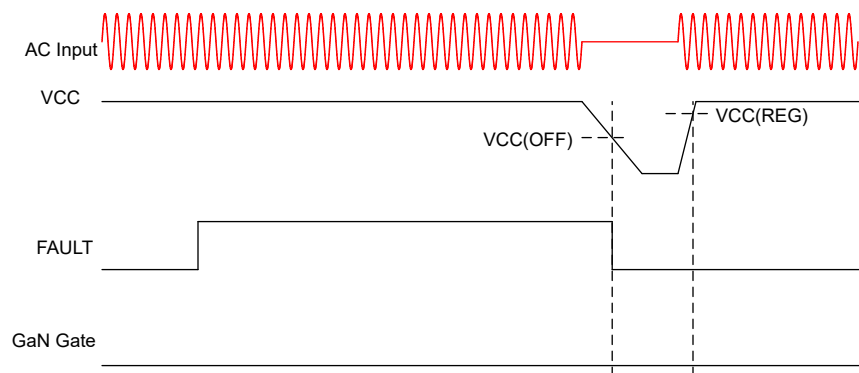 AC Input
VCC
VCC(REG)
VCC(OFF)
FAULT
GaN Gate